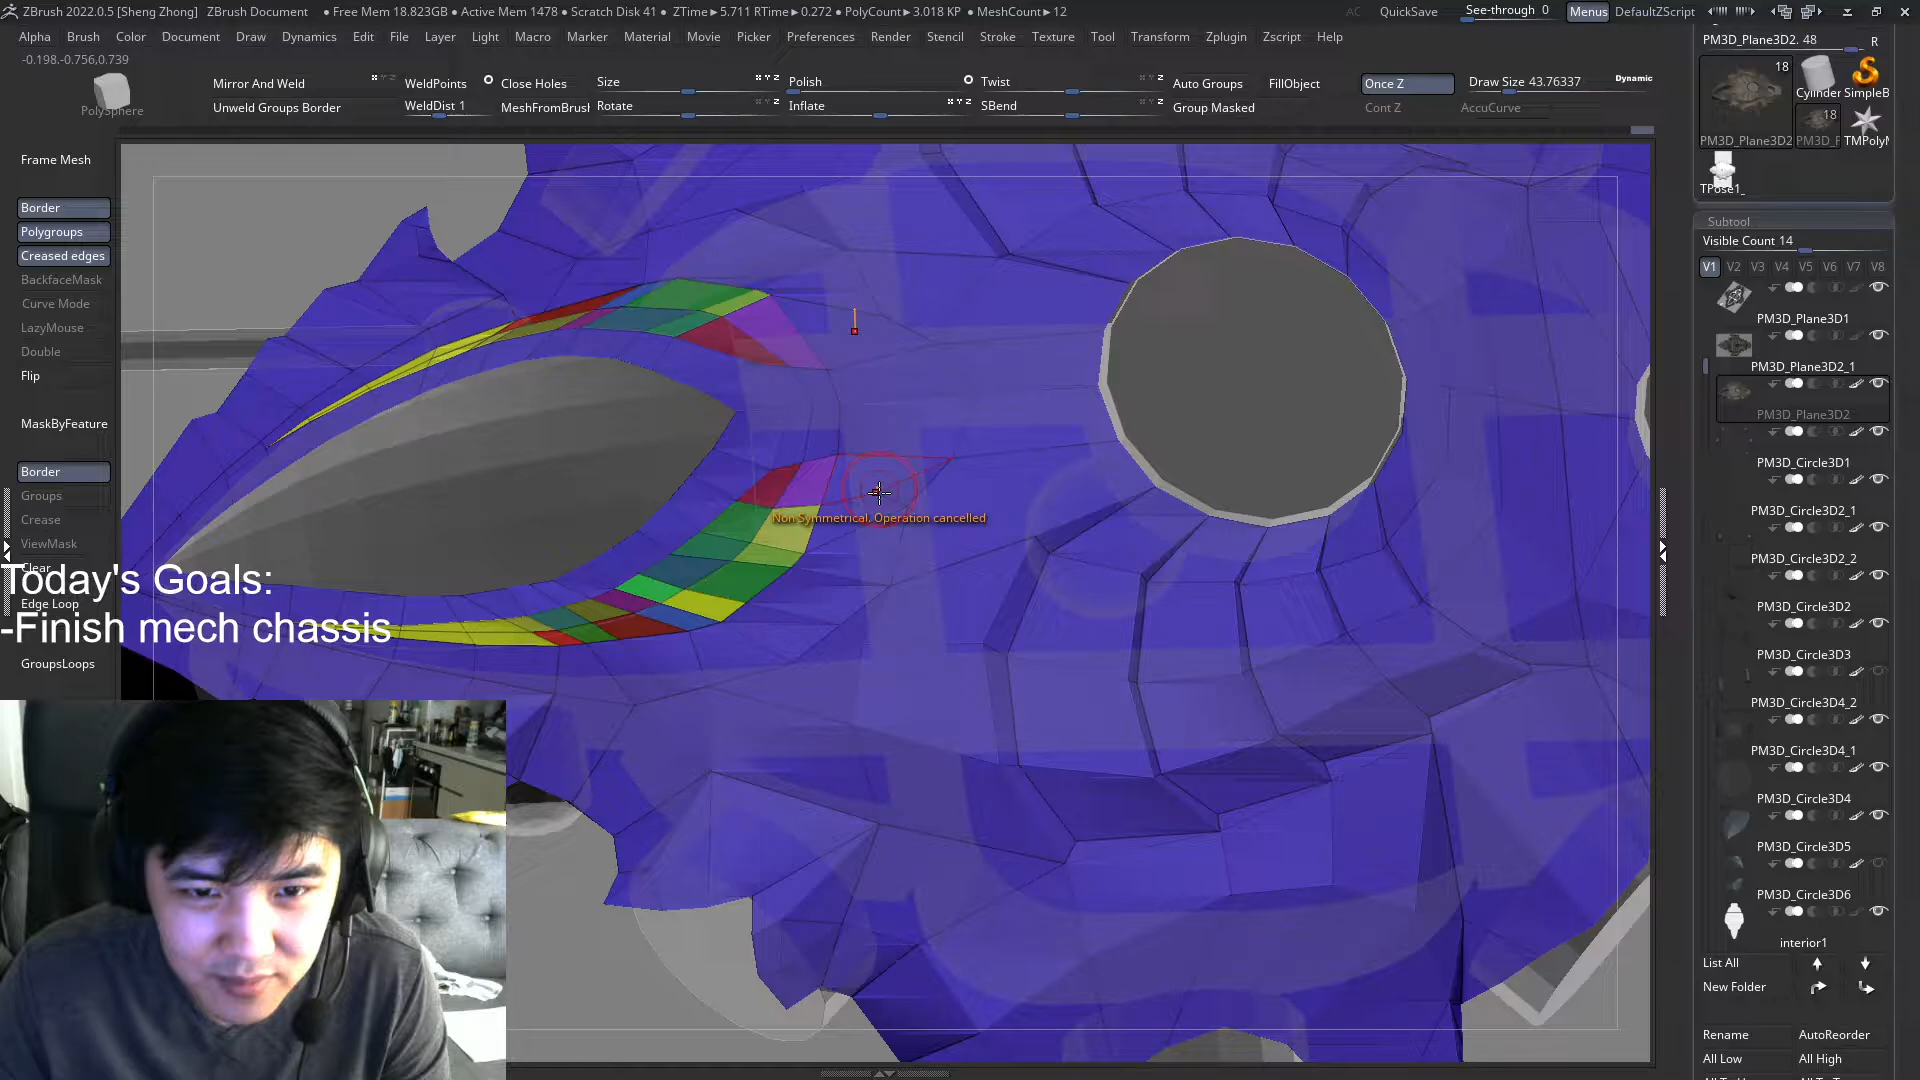 ZBrush 2022.0.5 [Sheng Zhong]
ZBrush Document
• Free Mem 18.823GB • Active Mem 1478 • Scratch Disk 41 • ZTime►5.711 RTime►0.272 • PolyCount►3.018 KP • MeshCount►12
AC
QuickSave
See-through 0
Menus
DefaultZScript
Alpha Brush Color Document Draw Dynamics Edit File Layer Light Macro Marker Material Movie Picker Preferences Render Stencil Stroke Texture Tool Transform Zplugin Zscript Help
-0.198,-0.756,0.739
PolySphere
Mirror And Weld
Unweld Groups Border
WeldPoints
WeldDist 1
Close Holes
MeshFromBrush
Size
Rotate
Polish
Inflate
Twist
SBend
Auto Groups
Group Masked
FillObject
Once Z
Cont Z
Draw Size 43.76337
Dynamic
AccuCurve
Frame Mesh
Border
Polygroups
Creased edges
BackfaceMask
Curve Mode
LazyMouse
Double
Flip
MaskByFeature
Border
Groups
Crease
ViewMask
Clear
Edge Loop
GroupsLoops
Today's Goals:
-Finish mech chassis
Non Symmetrical. Operation cancelled
PM3D_Plane3D2. 48
R
18
Cylinder
SimpleB
PM3D_Plane3D2
18
PM3D_F
TMPolyM
TPose1_
Subtool
Visible Count 14
V1 V2 V3 V4 V5 V6 V7 V8
PM3D_Plane3D1
PM3D_Plane3D2_1
PM3D_Plane3D2
PM3D_Circle3D1
PM3D_Circle3D2_1
PM3D_Circle3D2_2
PM3D_Circle3D2
PM3D_Circle3D3
PM3D_Circle3D4_2
PM3D_Circle3D4_1
PM3D_Circle3D4
PM3D_Circle3D5
PM3D_Circle3D6
interior1
List All
New Folder
Rename
AutoReorder
All Low
All High